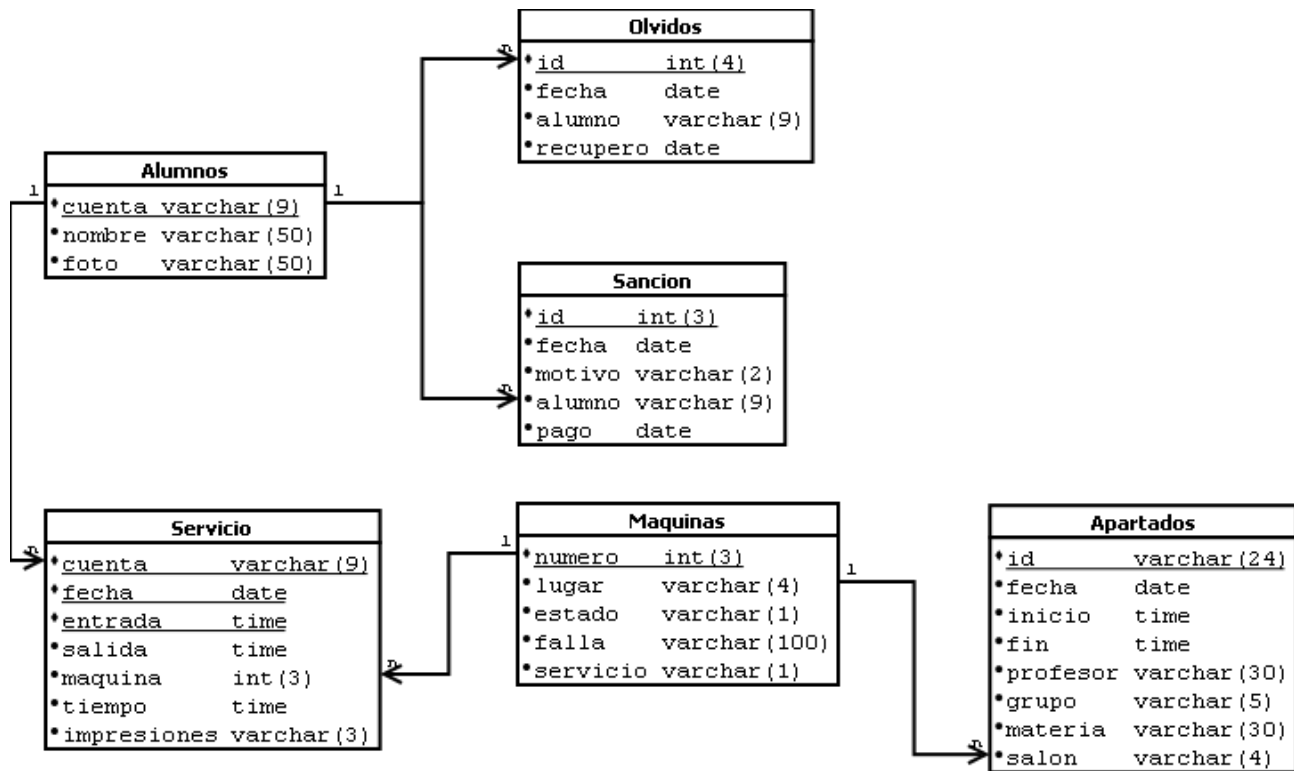 Olvidos
id int(4)
fecha date
alumno varchar(9)
recupero date
Alumnos
cuenta varchar(9)
nombre varchar(50)
foto varchar(50)
1
1
n
n
Sancion
id int(3)
fecha date
motivo varchar(2)
alumno varchar(9)
pago date
Servicio
cuenta varchar(9)
fecha date
entrada time
salida time
maquina int(3)
tiempo time
impresiones varchar(3)
n
n
Maquinas
numero int(3)
lugar varchar(4)
estado varchar(1)
falla varchar(100)
servicio varchar(1)
1
1
n
Apartados
id varchar(24)
fecha date
inicio time
fin time
profesor varchar(30)
grupo varchar(5)
materia varchar(30)
salon varchar(4)